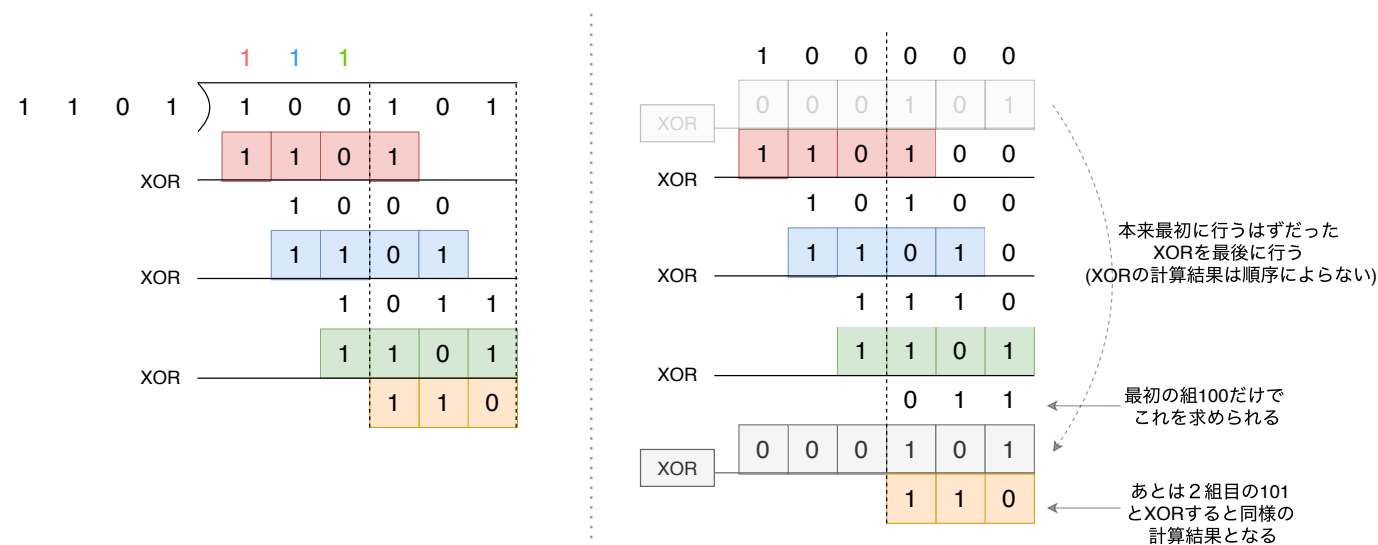 1 1 1
1 1 0 1 1 0 0 1 0 1
1 1 0 1
XOR
1 0 0 0
1 1 0 1
XOR
1 0 1 1
1 1 0 1
XOR
1 1 0
1 0 0 0 0 0
0 0 0 1 0 1
XOR
1 1 0 1 0 0
XOR
1 0 1 0 0
1 1 0 1 0
XOR
1 1 1 0
1 1 0 1
XOR
0 1 1
0 0 0 1 0 1
XOR
1 1 0
本来最初に行うはずだった
XORを最後に行う
(XORの計算結果は順序によらない)
最初の組100だけで
これを求められる
あとは２組目の101
とXORすると同様の
計算結果となる